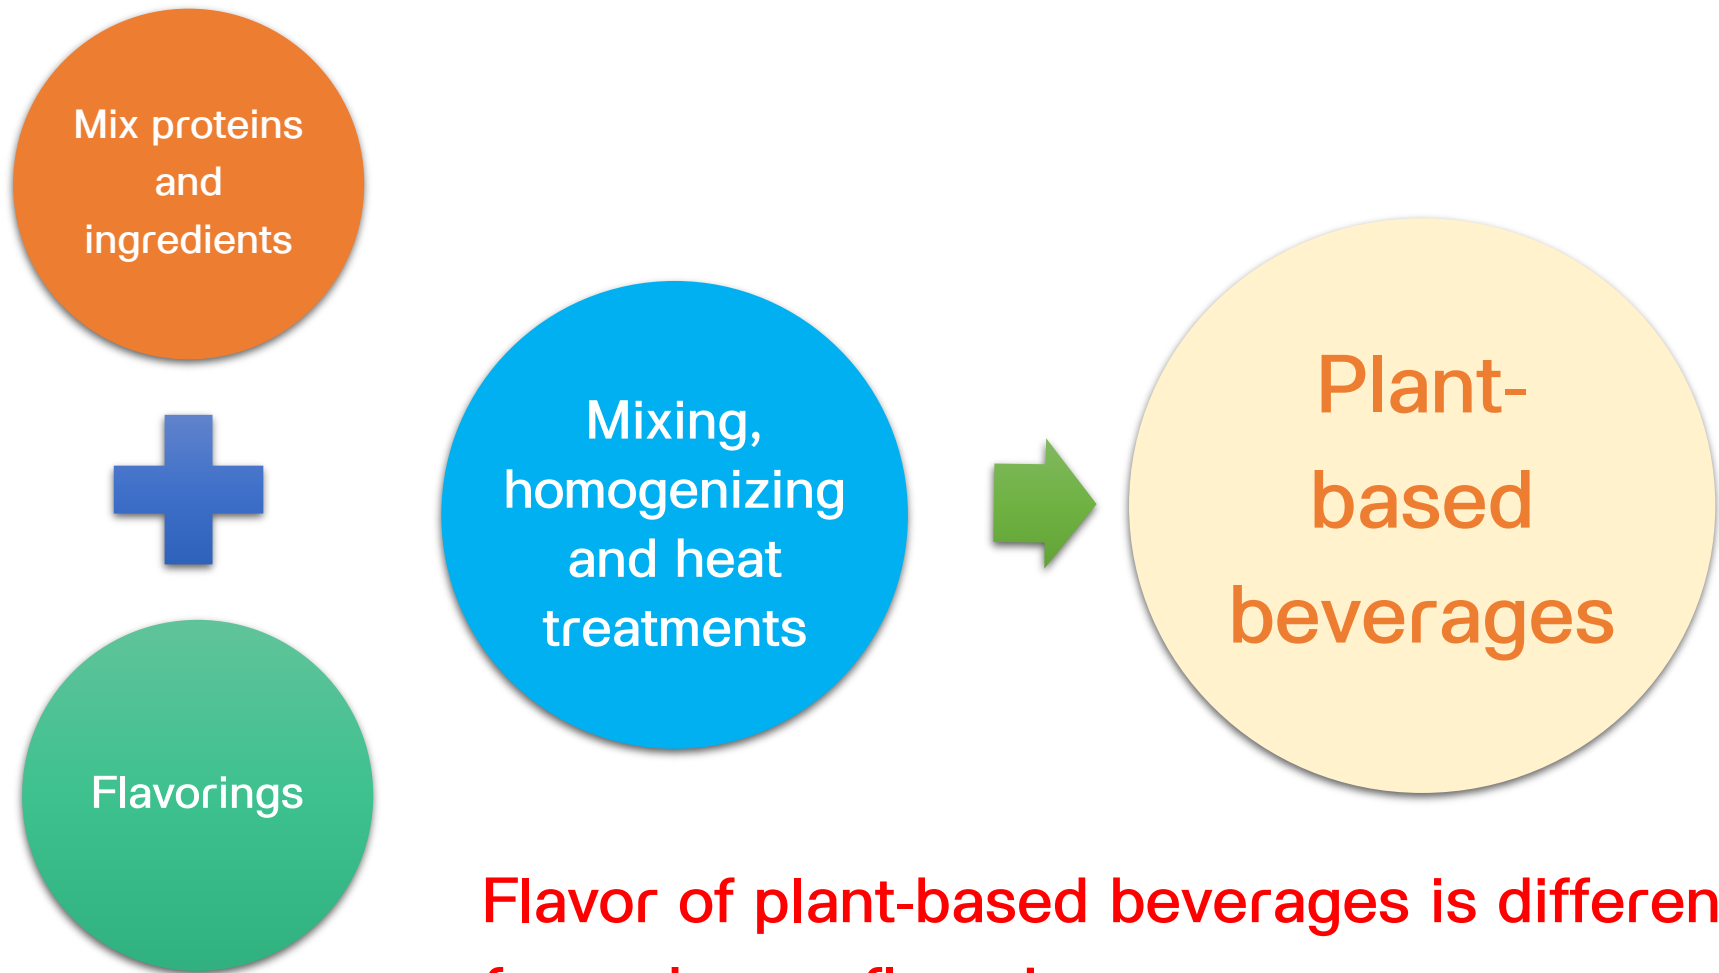 Mix proteins
and
ingredients
Flavorings
Mixing,
homogenizing
and heat
treatments
Plant-
based
beverages
Flavor of plant-based beverages is differen